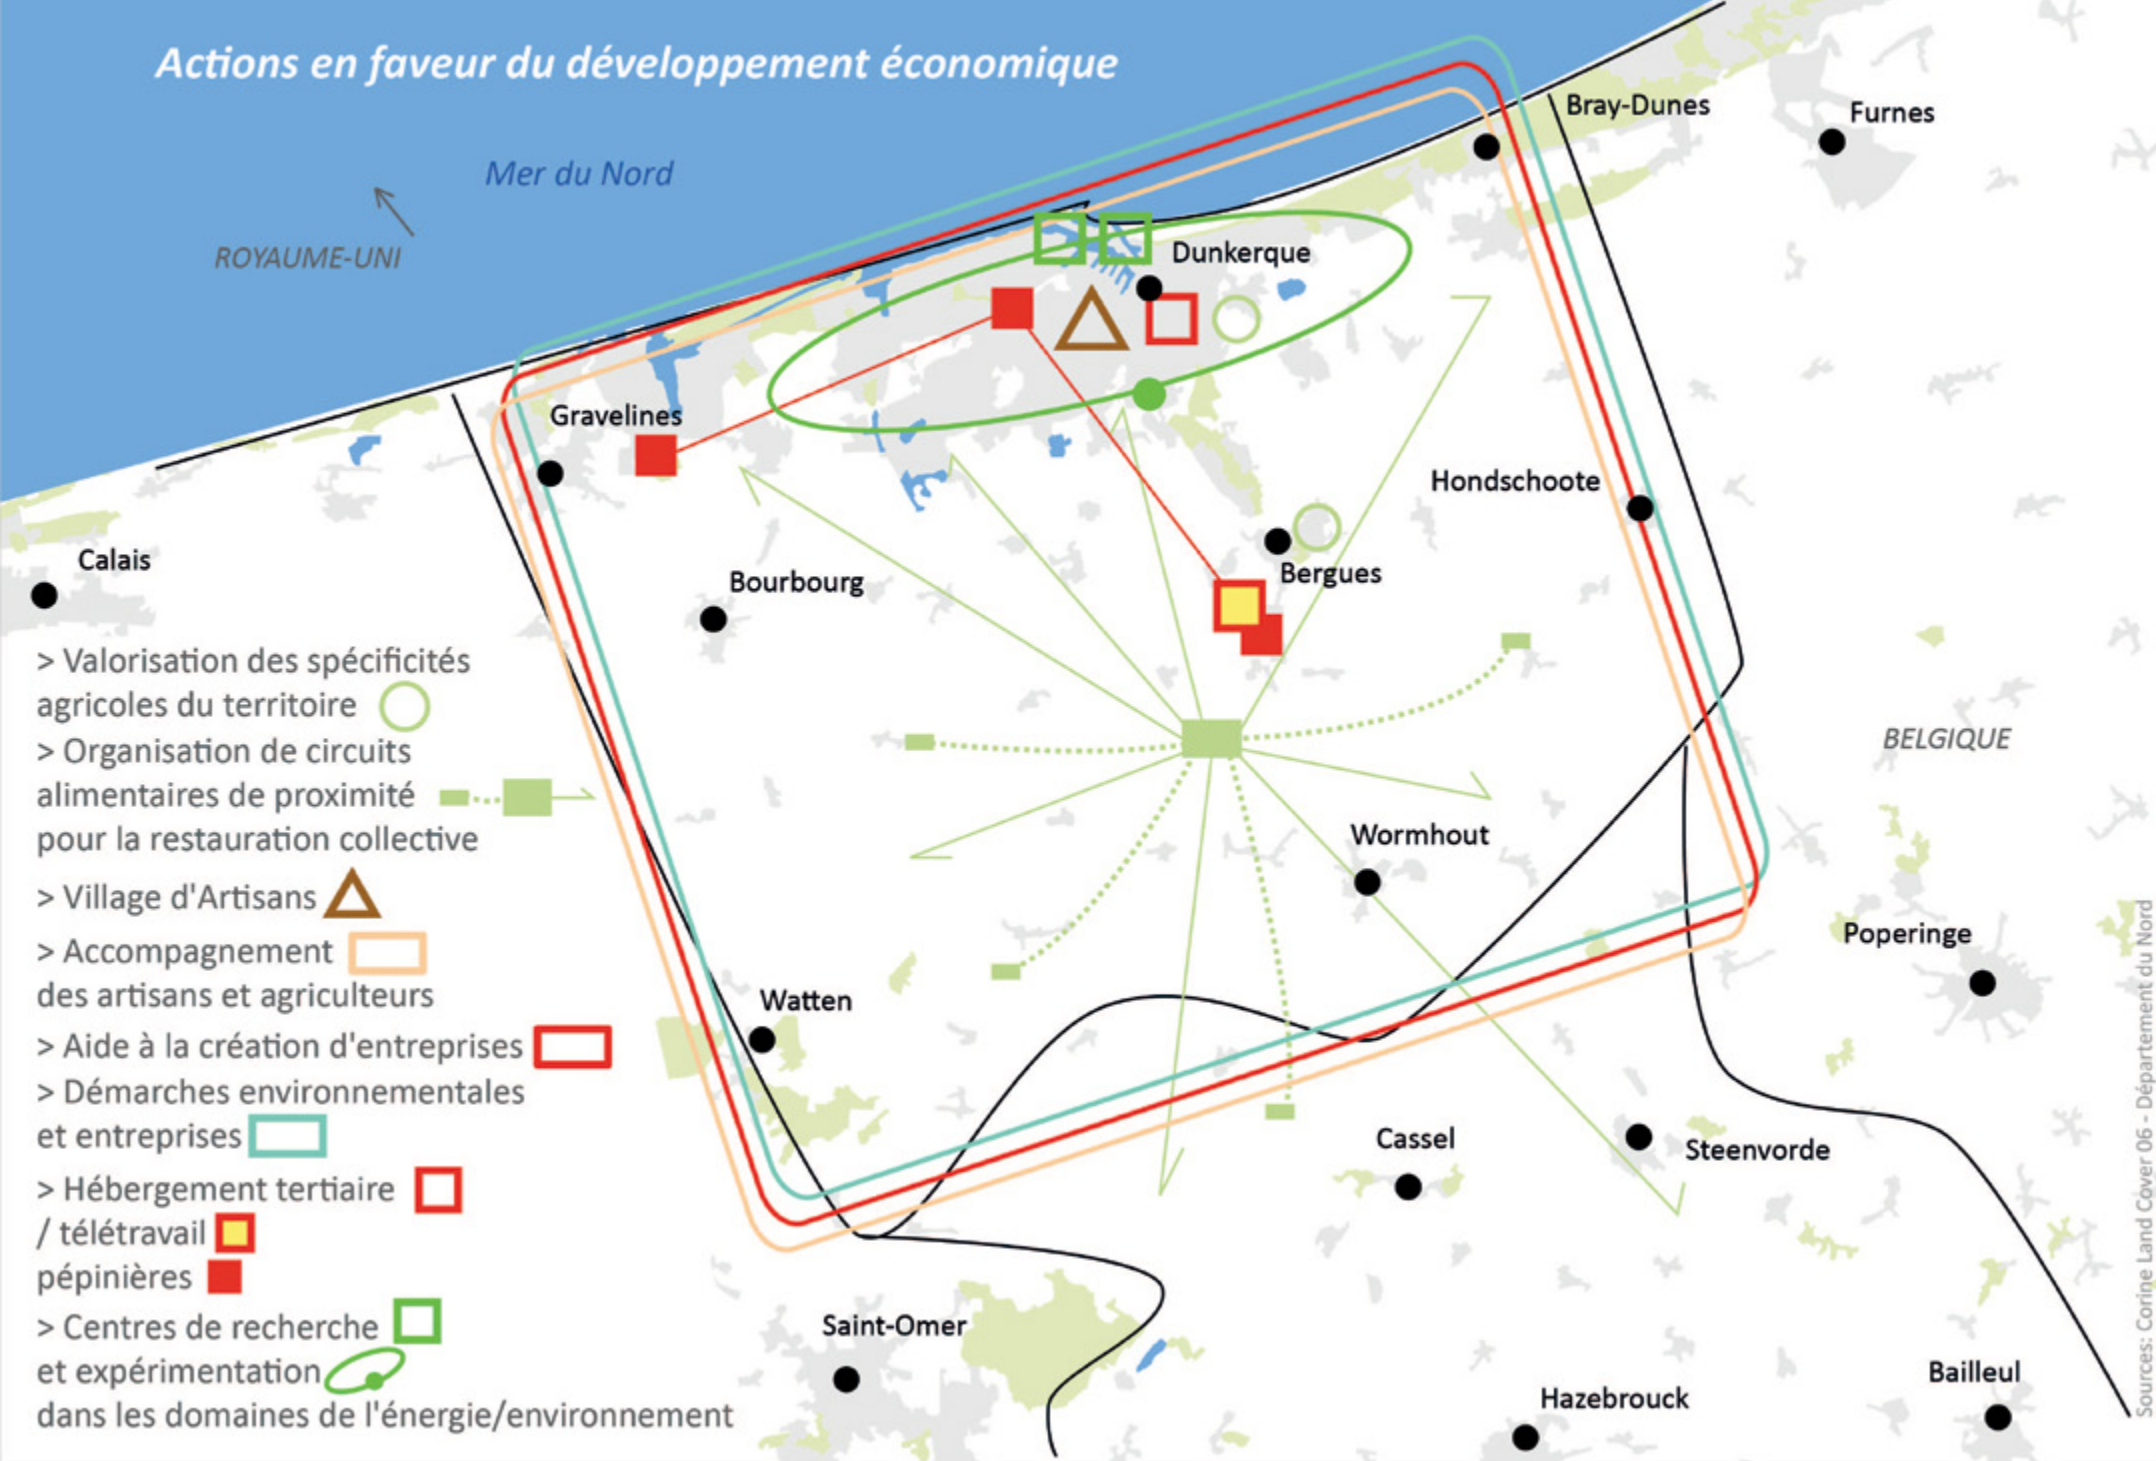 Actions en faveur du développement économique
Mer du Nord
ROYAUME-UNI
Bray-Dunes
Furnes
Dunkerque
Gravelines
Hondschoote
Calais
Bourbourg
Bergues
BELGIQUE
Wormhout
Poperinge
Watten
Cassel
Steenvorde
Saint-Omer
Hazebrouck
Bailleul
> Valorisation des spécificités
agricoles du territoire
> Organisation de circuits
alimentaires de proximité
pour la restauration collective
> Village d'Artisans
> Accompagnement
des artisans et agriculteurs
> Aide à la création d'entreprises
> Démarches environnementales
et entreprises
> Hébergement tertiaire
/ télétravail
pépinières
> Centres de recherche
et expérimentation
dans les domaines de l'énergie/environnement
Sources: Corine Land Cover 06 - Département du Nord